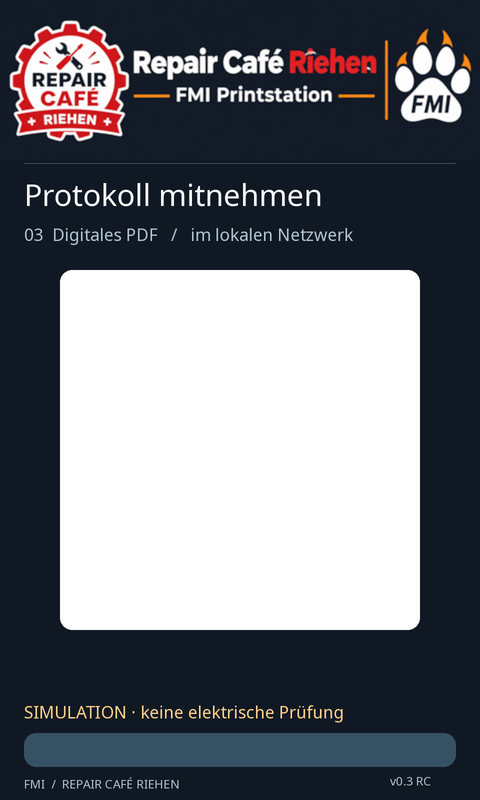 REPAIR
CAFÉ
RIEHEN
Repair Café Riehen
FMI Printstation
FMI
Protokoll mitnehmen
03 Digitales PDF / im lokalen Netzwerk
SIMULATION · keine elektrische Prüfung
FMI / REPAIR CAFÉ RIEHEN
v0.3 RC